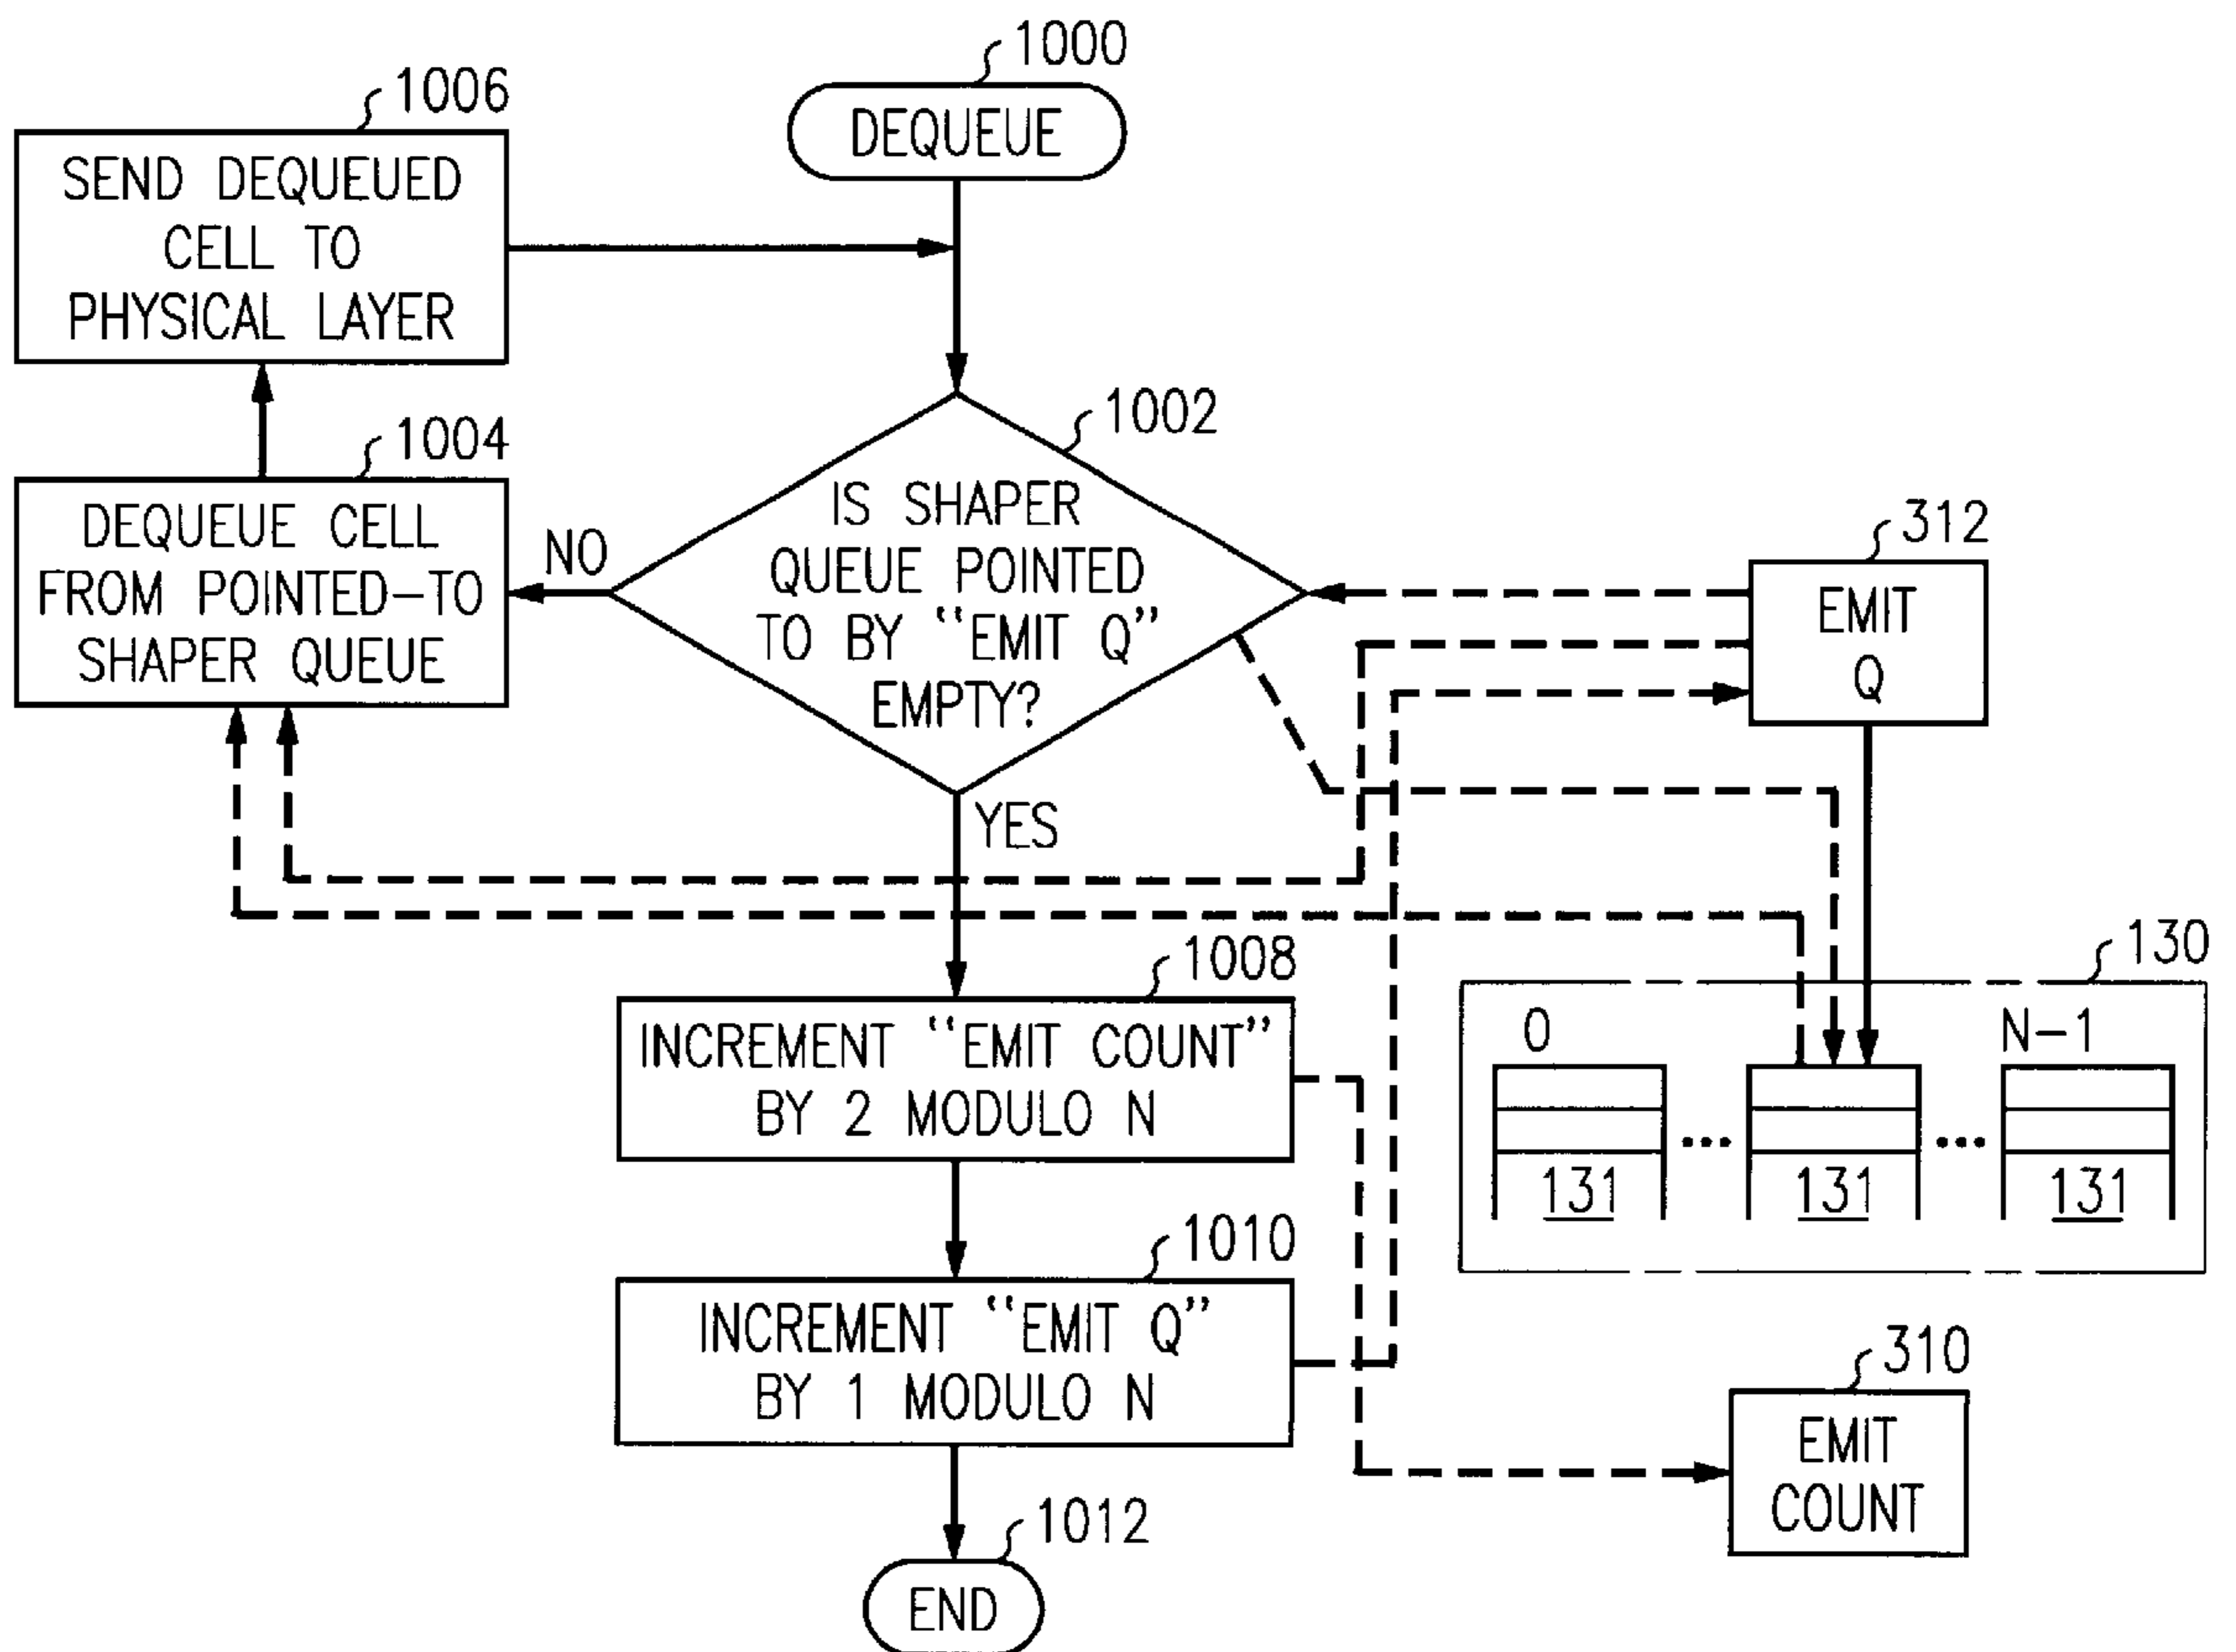 1000
DEQUEUE
1006
SEND DEQUEUED
CELL TO
PHYSICAL LAYER
1002
IS SHAPER
QUEUE POINTED
TO BY “EMIT Q”
EMPTY?
1004
DEQUEUE CELL
FROM POINTED-TO
SHAPER QUEUE
NO
312
EMIT
Q
YES
1008
INCREMENT “EMIT COUNT”
BY 2 MODULO N
130
0
N-1
...
...
131
131
131
1010
INCREMENT “EMIT Q”
BY 1 MODULO N
310
EMIT
COUNT
1012
END